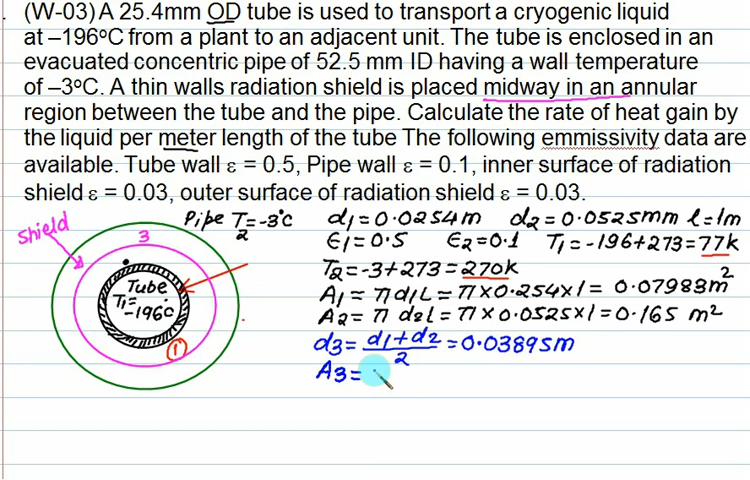 (W-03) A 25.4mm OD tube is used to transport a cryogenic liquid
at –196ºC from a plant to an adjacent unit. The tube is enclosed in an
evacuated concentric pipe of 52.5 mm ID having a wall temperature
of –3ºC. A thin walls radiation shield is placed midway in an annular
region between the tube and the pipe. Calculate the rate of heat gain by
the liquid per meter length of the tube The following emmissivity data are
available. Tube wall ε = 0.5, Pipe wall ε = 0.1, inner surface of radiation
shield ε = 0.03, outer surface of radiation shield ε = 0.03.
Shield
3
Pipe T2=-3°C
Tube
T1=
-196°C
1
d1=0.0254m d2=0.0525mm l=1m
ϵ1=0.5 ϵ2=0.1 T1=-196+273=77k
T2=-3+273=270k
A1=πd1L=π×0.254×1=0.07983m²
A2=π d2l=π×0.0525×1=0.165 m²
d3=d1+d2/2=0.03895m
A3=